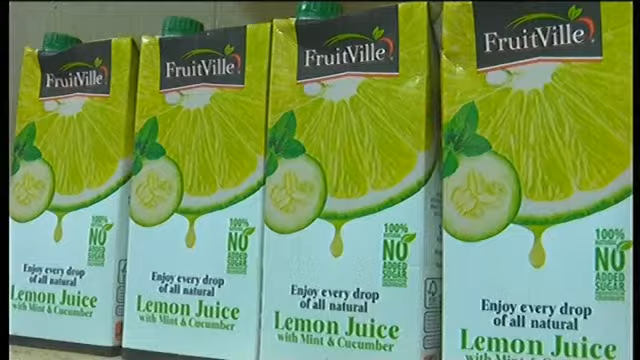 FruitVille
100%
NO
ADDED
SUGAR
Enjoy every drop
of all natural
Lemon Juice
with Mint & Cucumber
FruitVille
100%
NO
ADDED
SUGAR
Enjoy every drop
of all natural
Lemon Juice
with Mint & Cucumber
FruitVille
100%
NO
ADDED
SUGAR
Enjoy every drop
of all natural
Lemon Juice
with Mint & Cucumber
FruitVille
100%
NO
ADDED
SUGAR
Enjoy every drop
of all natural
Lemon Juice
with Mint & Cucumber